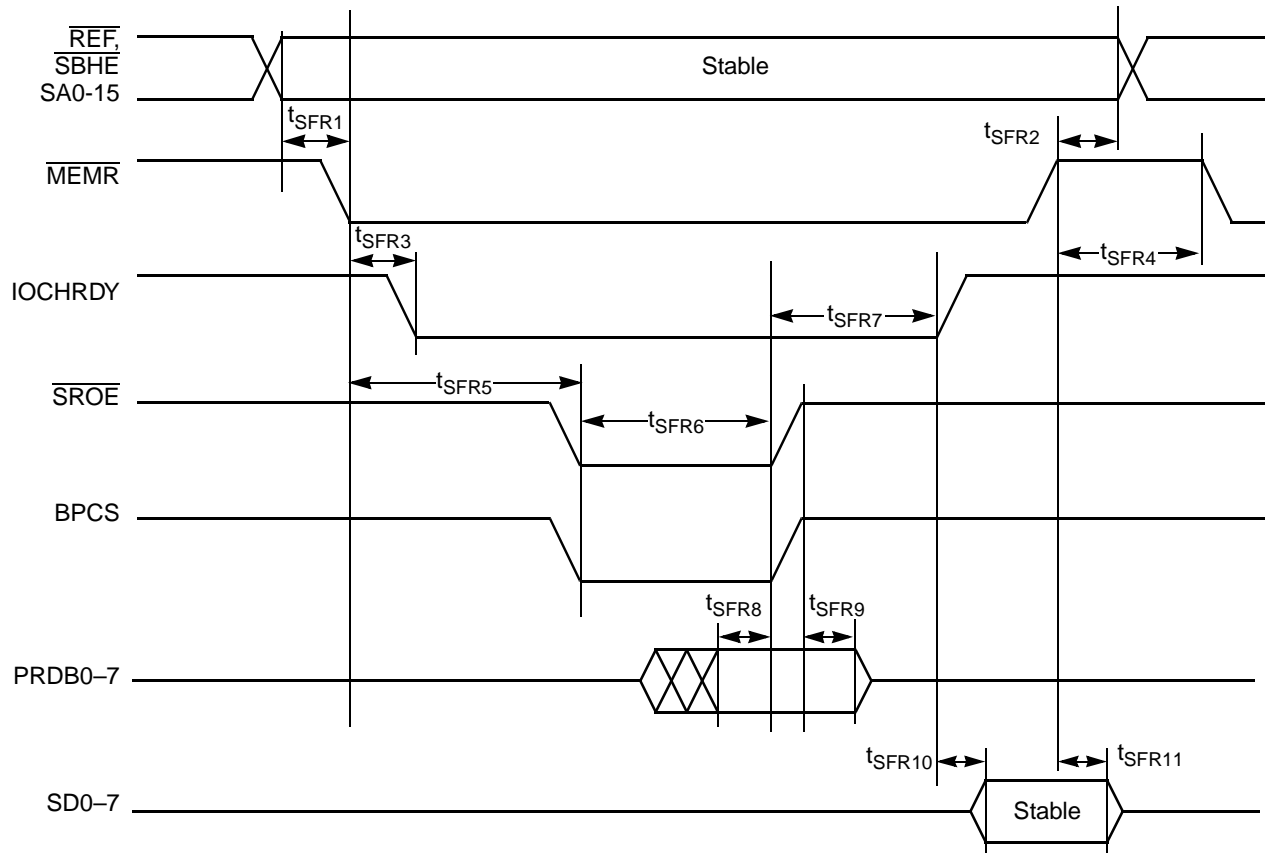 REF,
SBHE
SA0-15
Stable
tSFR1
tSFR2
MEMR
tSFR3
tSFR4
IOCHRDY
tSFR7
tSFR5
SROE
tSFR6
BPCS
tSFR8
tSFR9
PRDB0–7
tSFR10
tSFR11
SD0–7
Stable